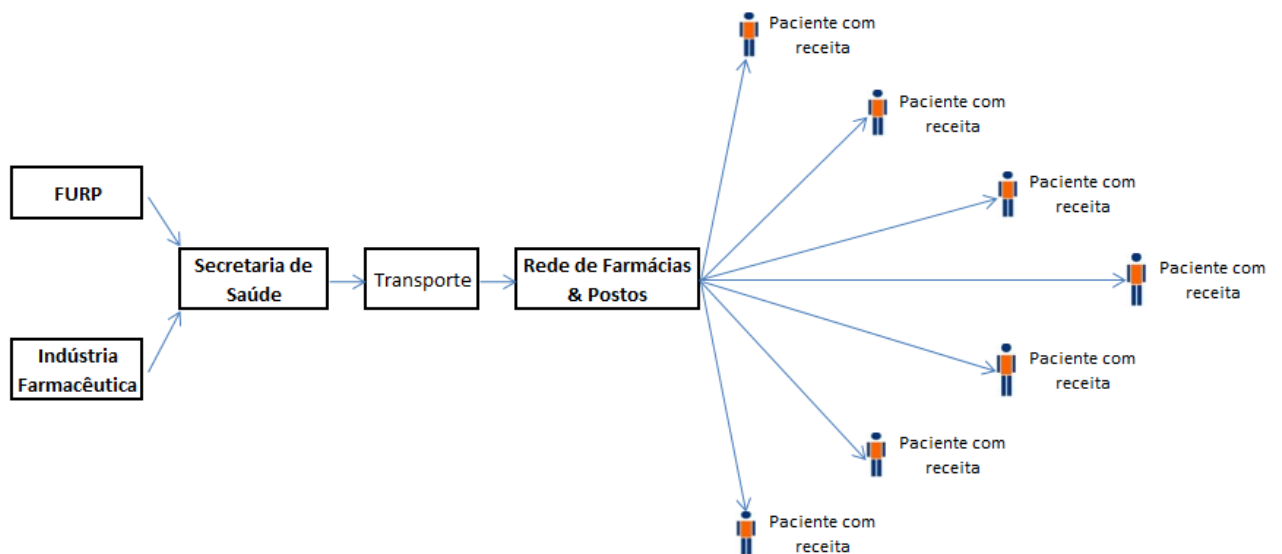 Paciente com
receita
Paciente com
receita
FURP
Paciente com
receita
Secretaria de
Saúde
Transporte
Rede de Farmácias
& Postos
Paciente com
receita
Indústria
Farmacêutica
Paciente com
receita
Paciente com
receita
Paciente com
receita